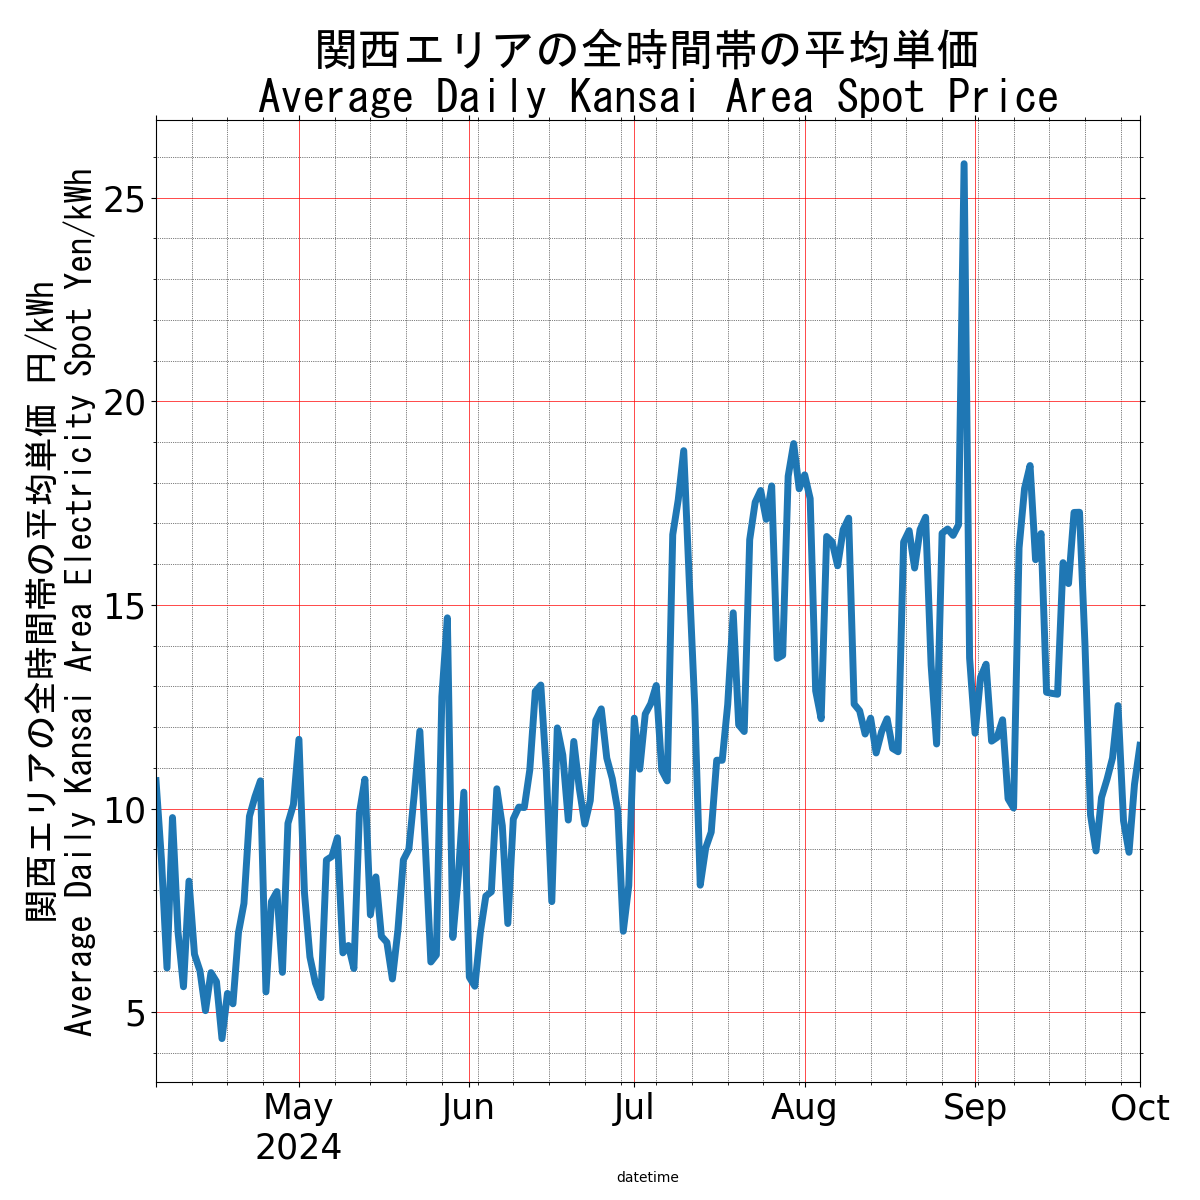 関西エリアの全時間帯の平均単価
Average Daily Kansai Area Spot Price
関西エリアの全時間帯の平均単価 円/kWh
Average Daily Kansai Area Electricity Spot Yen/kWh
25
20
15
10
5
May
2024
Jun
Jul
Aug
Sep
Oct
datetime